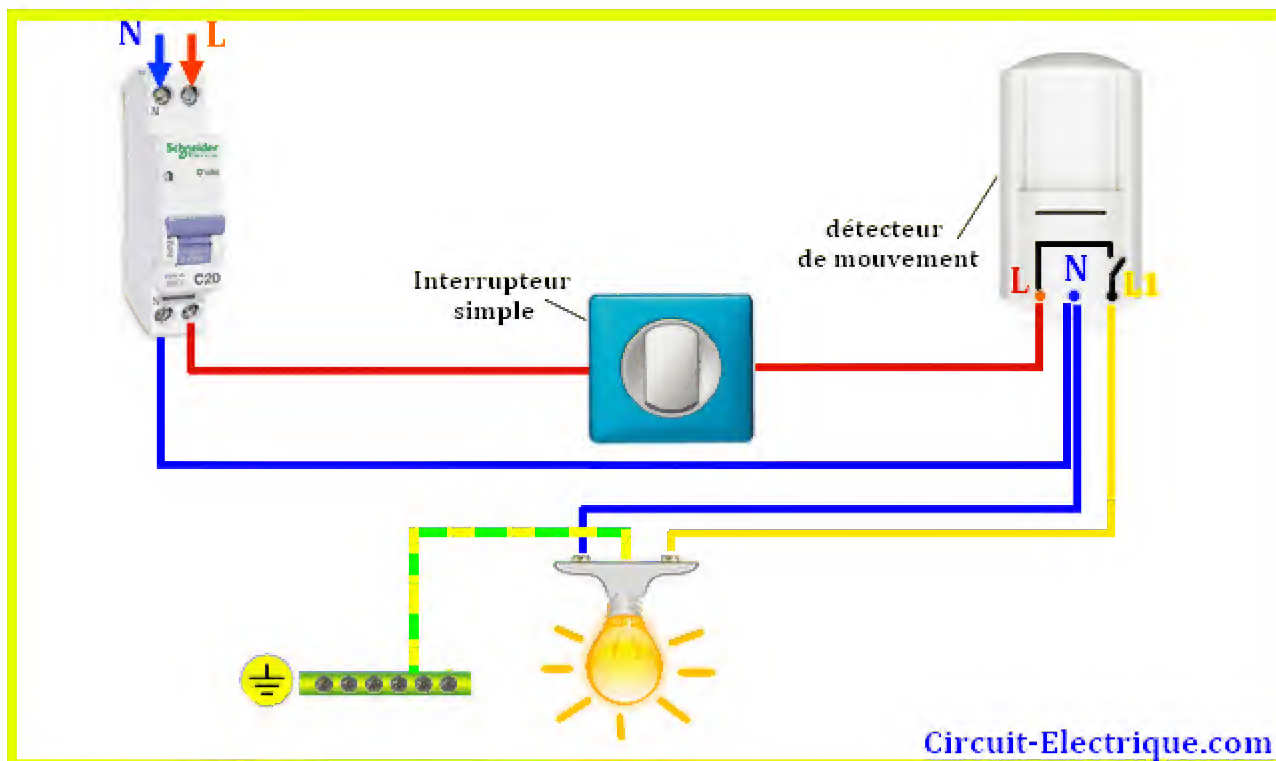 N L
N
Schneider
C20
N
Interrupteur
simple
détecteur
de mouvement
L N L1
Circuit-Electrique.com